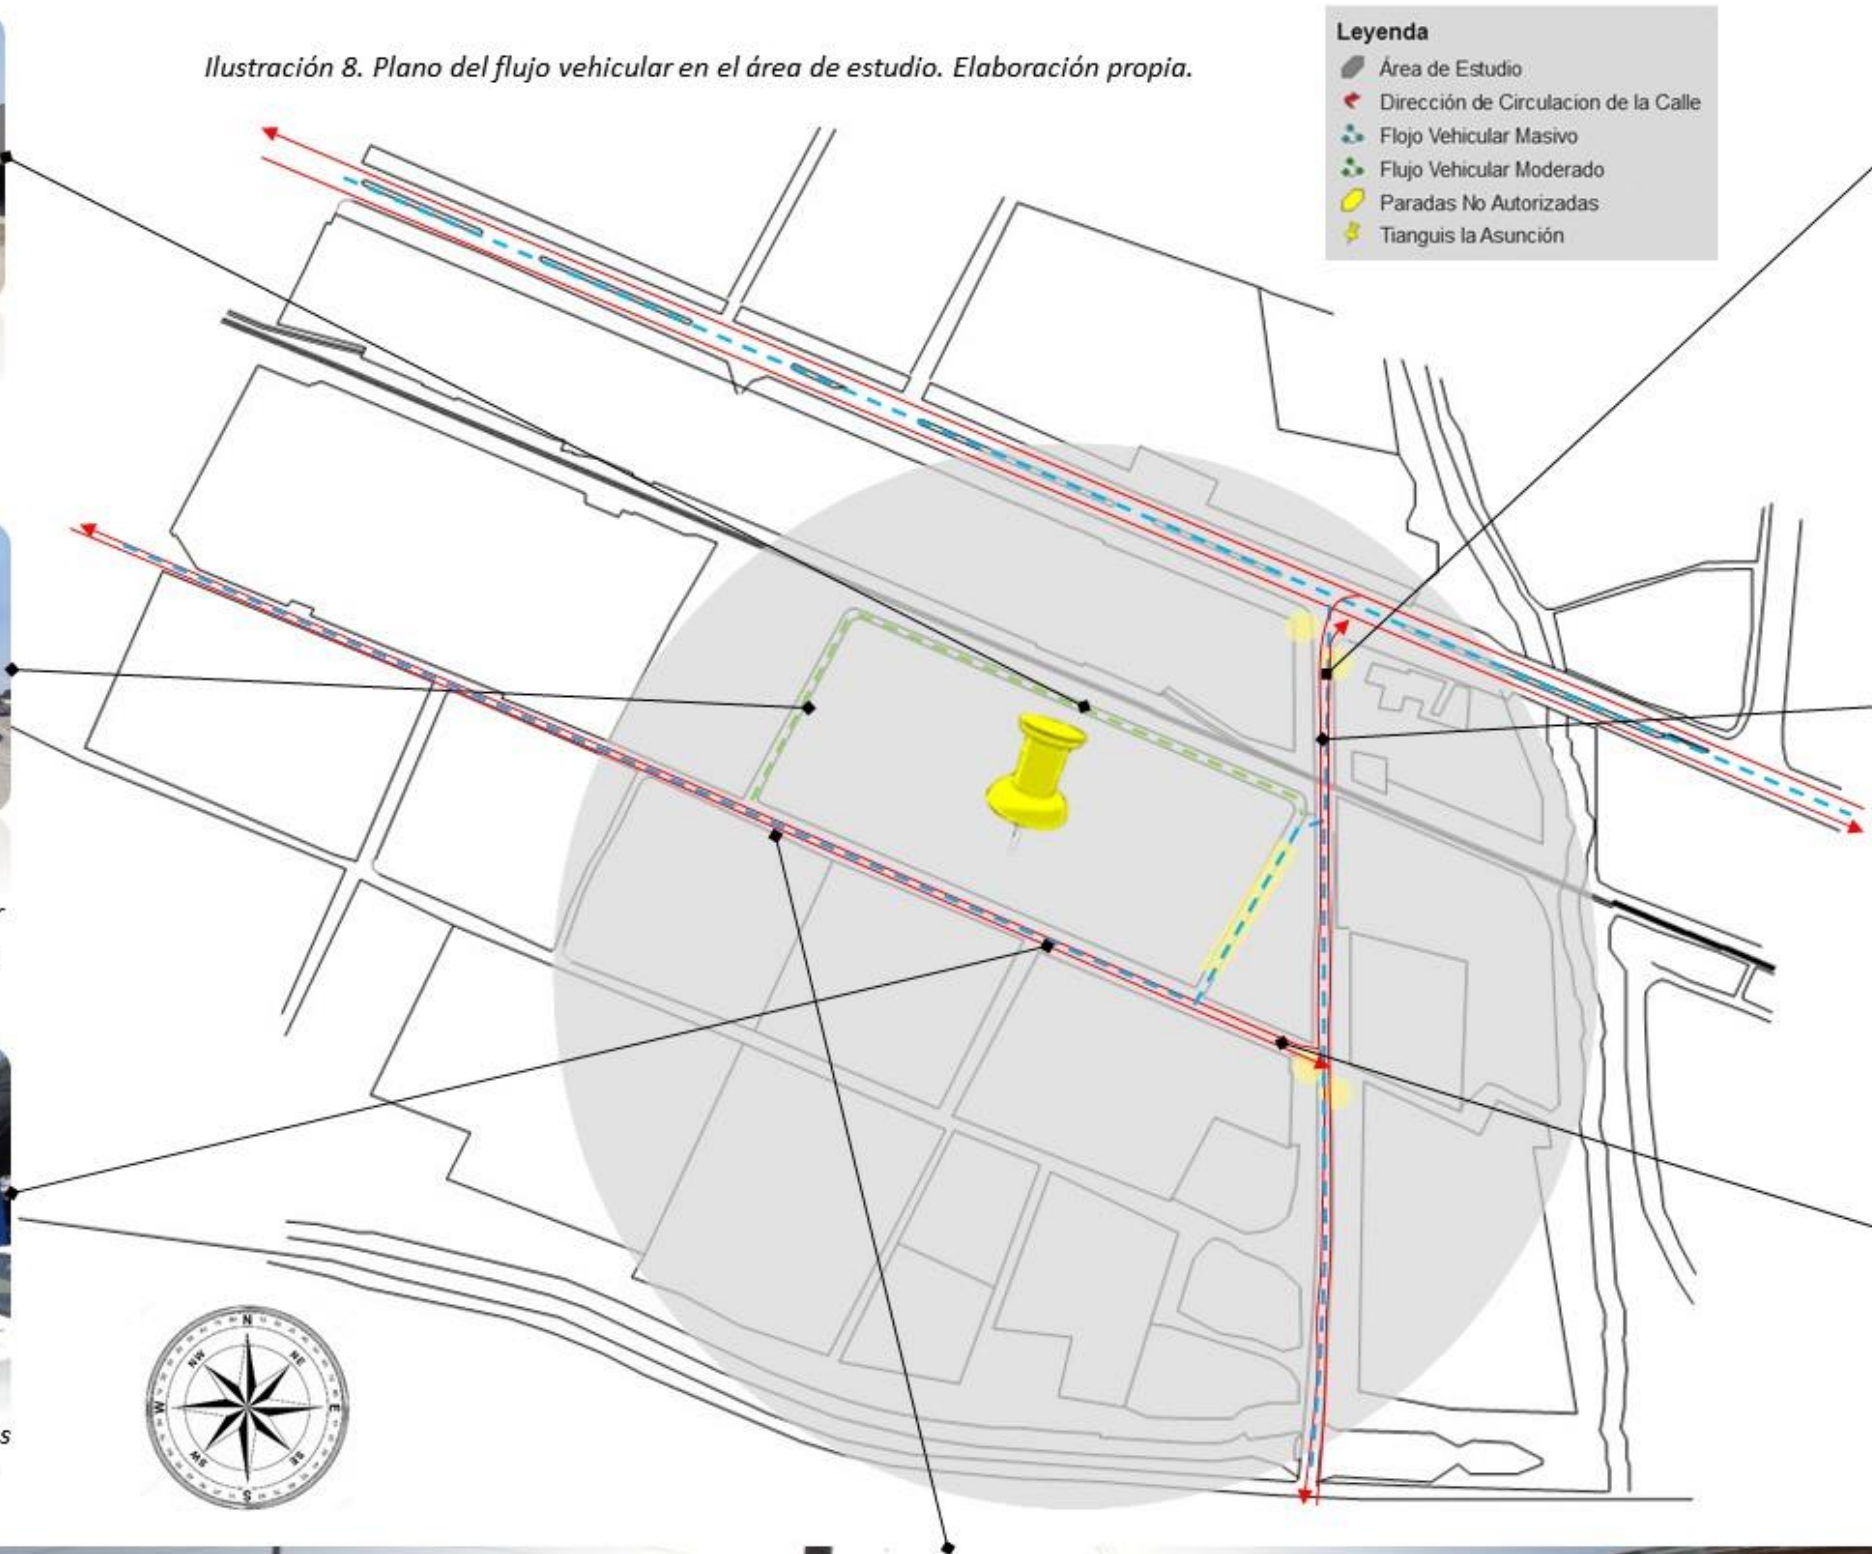 Ilustración 8. Plano del flujo vehicular en el área de estudio. Elaboración propia.
Leyenda
Área de Estudio
Dirección de Circulacion de la Calle
Flojo Vehicular Masivo
Flujo Vehicular Moderado
Paradas No Autorizadas
Tianguis la Asunción
r
N
NW
NE
W
E
SW
SE
S
s